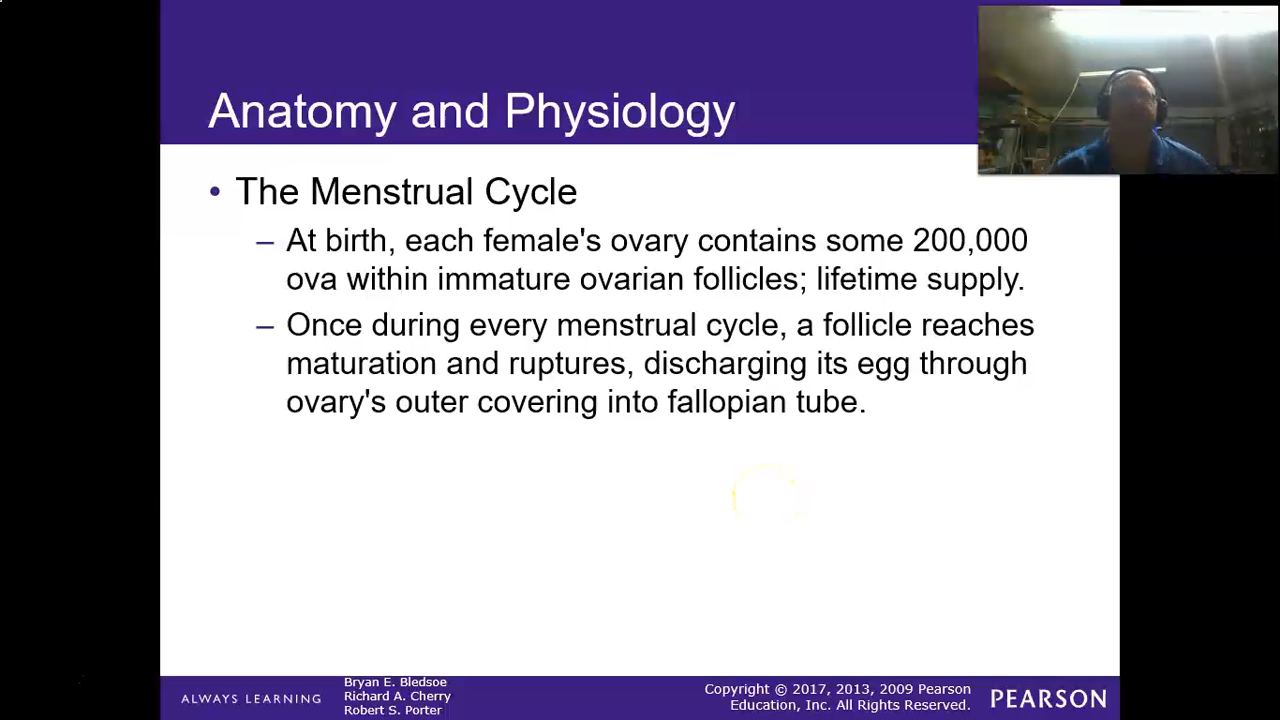 Anatomy and Physiology
• The Menstrual Cycle
– At birth, each female's ovary contains some 200,000
ova within immature ovarian follicles; lifetime supply.
– Once during every menstrual cycle, a follicle reaches
maturation and ruptures, discharging its egg through
ovary's outer covering into fallopian tube.
ALWAYS LEARNING
Bryan E. Bledsoe
Richard A. Cherry
Robert S. Porter
Copyright © 2017, 2013, 2009 Pearson
Education, Inc. All Rights Reserved.
PEARSON